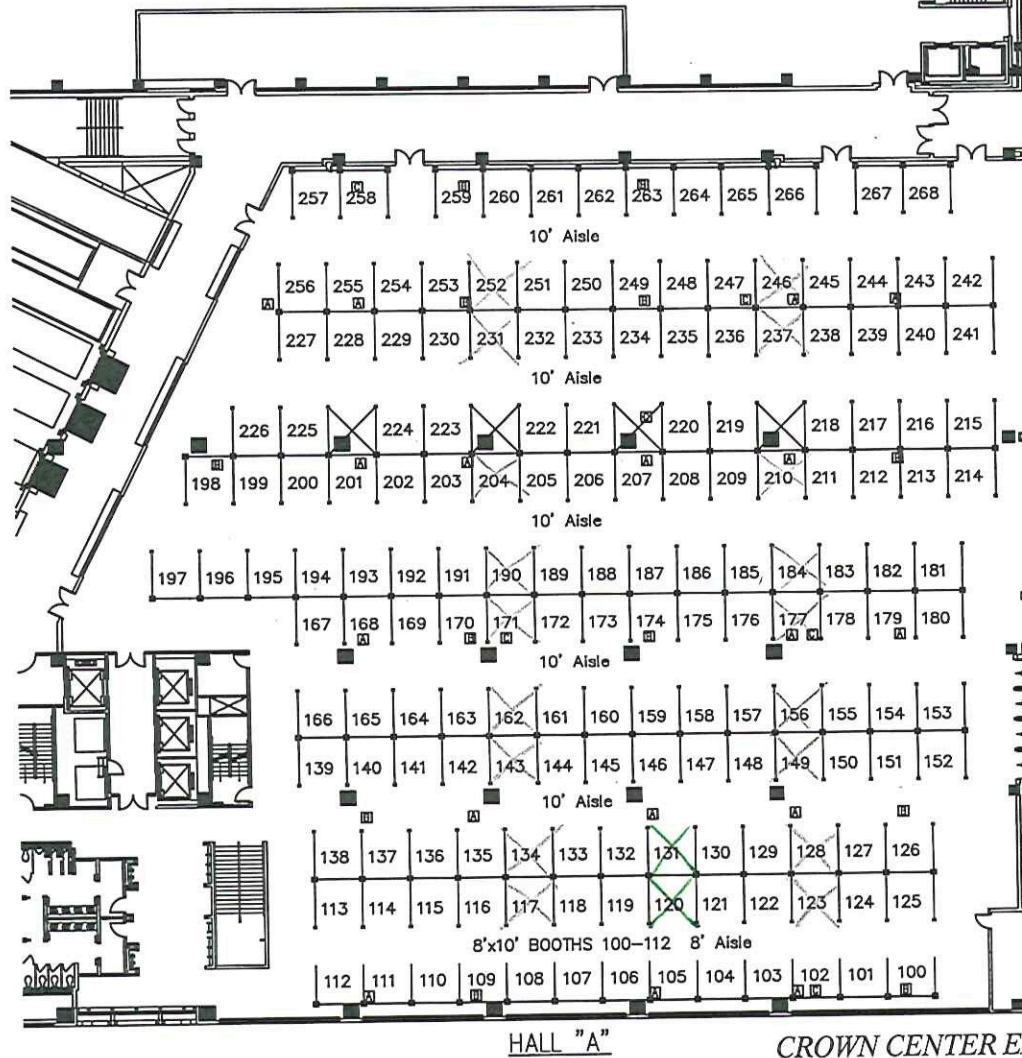 257 C 258 B 259 260 261 262 B 263 264 265 266 267 268
10' Aisle
256 255 254 253 252 251 250 249 248 247 246 245 244 243 242
A A B B C A A
227 228 229 230 231 232 233 234 235 236 237 238 239 240 241
10' Aisle
C
226 225 224 223 222 221 220 219 218 217 216 215
B A A A A B
198 199 200 201 202 203 204 205 206 207 208 209 210 211 212 213 214
10' Aisle
197 196 195 194 193 192 191 190 189 188 187 186 185 184 183 182 181
167 168 169 170 171 172 173 174 175 176 177 178 179 180
A B C B A C A
10' Aisle
166 165 164 163 162 161 160 159 158 157 156 155 154 153
139 140 141 142 143 144 145 146 147 148 149 150 151 152
10' Aisle
B A A A B
138 137 136 135 134 133 132 131 130 129 128 127 126
113 114 115 116 117 118 119 120 121 122 123 124 125
8'x10' BOOTHS 100-112 8' Aisle
112 111 110 109 108 107 106 105 104 103 102 101 100
A B A A C B
HALL "A"
CROWN CENTER E